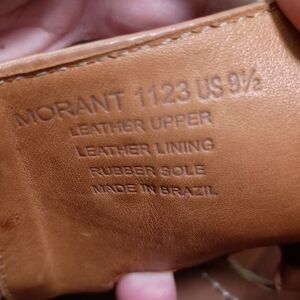 MORANT 1123 US 9½
LEATHER UPPER
LEATHER LINING
RUBBER SOLE
MADE IN BRAZIL